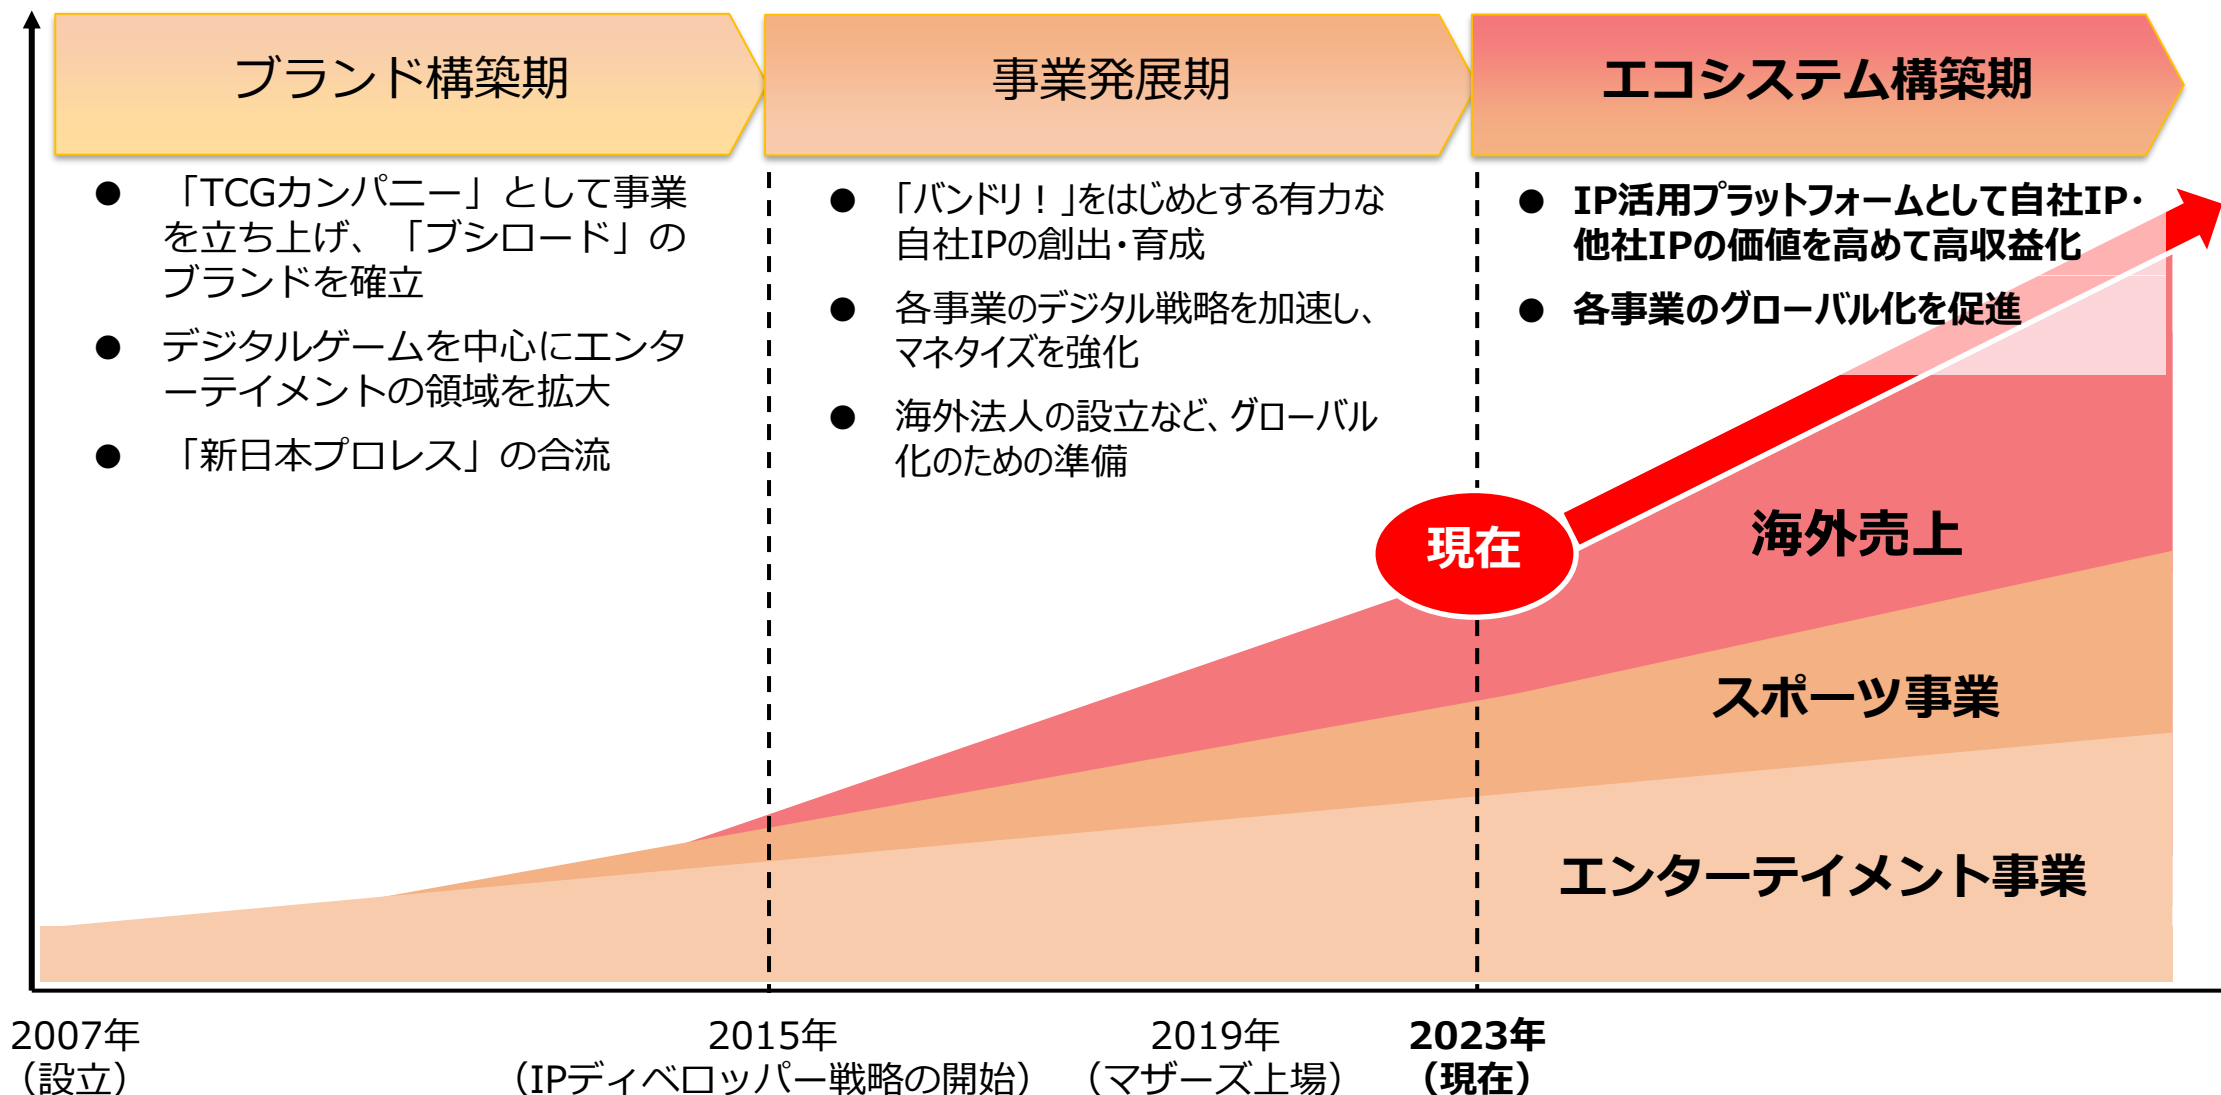 ブランド構築期
事業発展期
エコシステム構築期
● 「TCGカンパニー」として事業
を立ち上げ、「ブシロード」の
ブランドを確立
● デジタルゲームを中心にエンタ
ーテイメントの領域を拡大
● 「新日本プロレス」の合流
● 「バンドリ！」をはじめとする有力な
自社IPの創出・育成
● 各事業のデジタル戦略を加速し、
マネタイズを強化
● 海外法人の設立など、グローバル
化のための準備
● IP活用プラットフォームとして自社IP・
他社IPの価値を高めて高収益化
● 各事業のグローバル化を促進
現在
海外売上
スポーツ事業
エンターテイメント事業
2007年
（設立）
2015年
（IPディベロッパー戦略の開始）
2019年
（マザーズ上場）
2023年
（現在）